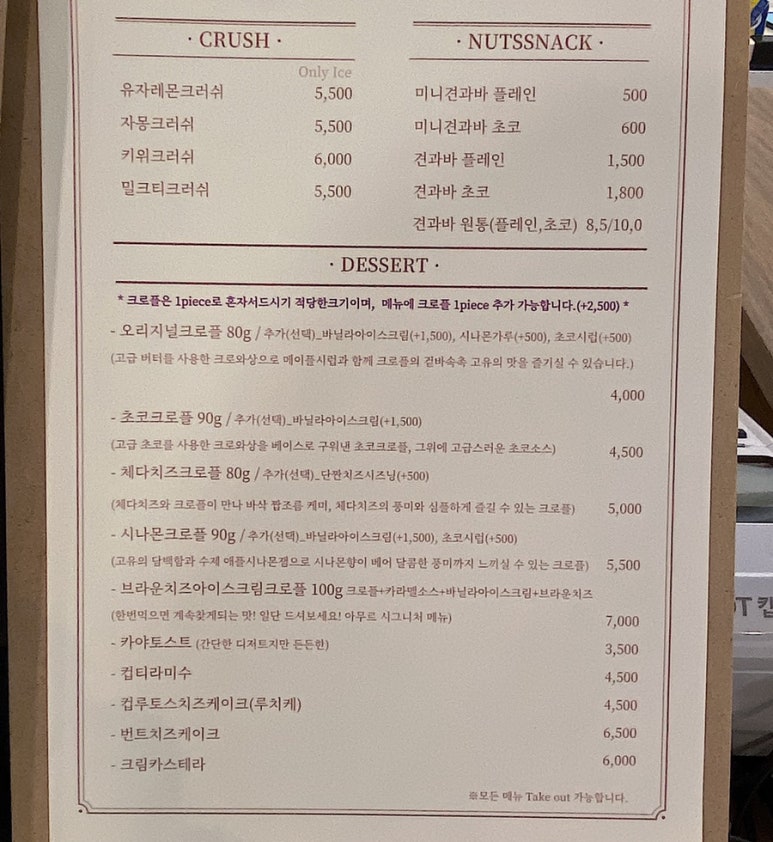 · CRUSH ·
Only Ice
유자레몬크러쉬 5,500
자몽크러쉬 5,500
키위크러쉬 6,000
밀크티크러쉬 5,500
· NUTSSNACK ·
미니견과바 플레인 500
미니견과바 초코 600
견과바 플레인 1,500
견과바 초코 1,800
견과바 원통(플레인,초코) 8,5/10,0
· DESSERT ·
* 크로플은 1piece로 혼자서드시기 적당한크기이며, 메뉴에 크로플 1piece 추가 가능합니다.(+2,500) *
- 오리지널크로플 80g / 추가(선택)_바닐라아이스크림(+1,500), 시나몬가루(+500), 초코시럽(+500)
(고급 버터를 사용한 크로와상으로 메이플시럽과 함께 크로플의 겉바속촉 고유의 맛을 즐기실 수 있습니다.)
4,000
- 초코크로플 90g / 추가(선택)_바닐라아이스크림(+1,500)
(고급 초코를 사용한 크로와상을 베이스로 구워낸 초코크로플, 그위에 고급스러운 초코소스) 4,500
- 체다치즈크로플 80g / 추가(선택)_단짠치즈시즈닝(+500)
(체다치즈와 크로플이 만나 바삭 짭조름 케미, 체다치즈의 풍미와 심플하게 즐길 수 있는 크로플) 5,000
- 시나몬크로플 90g / 추가(선택)_바닐라아이스크림(+1,500), 초코시럽(+500)
(고유의 담백함과 수제 애플시나몬잼으로 시나몬향이 베어 달콤한 풍미까지 느끼실 수 있는 크로플) 5,500
- 브라운치즈아이스크림크로플 100g 크로플+카라멜소스+바닐라아이스크림+브라운치즈
(한번먹으면 계속찾게되는 맛! 일단 드셔보세요! 아무르 시그니처 메뉴) 7,000
- 카야토스트 (간단한 디저트지만 든든한) 3,500
- 컵티라미수 4,500
- 컵루토스치즈케이크(루치케) 4,500
- 번트치즈케이크 6,500
- 크림카스테라 6,000
※모든 메뉴 Take out 가능합니다.